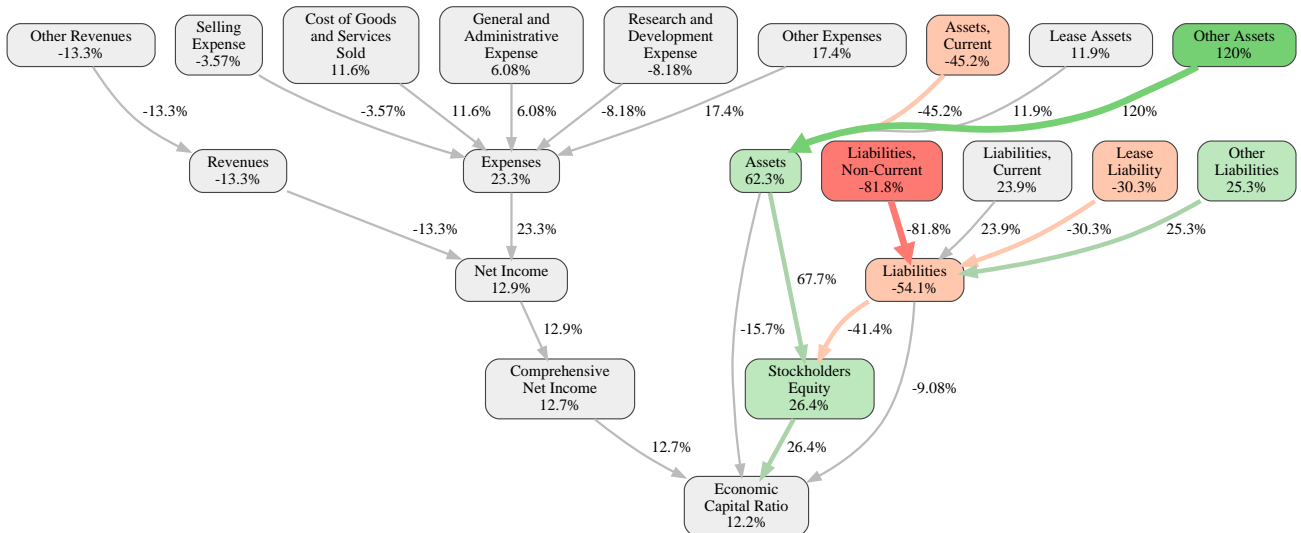 Other Revenues
-13.3%
Selling
Expense
-3.57%
Cost of Goods
and Services
Sold
11.6%
General and
Administrative
Expense
6.08%
Research and
Development
Expense
-8.18%
Other Expenses
17.4%
Assets,
Current
-45.2%
Lease Assets
11.9%
Other Assets
120%
-13.3%
-3.57%
11.6%
6.08%
-8.18%
17.4%
-45.2%
11.9%
120%
Revenues
-13.3%
Expenses
23.3%
Assets
62.3%
Liabilities,
Non-Current
-81.8%
Liabilities,
Current
23.9%
Lease
Liability
-30.3%
Other
Liabilities
25.3%
-13.3%
23.3%
-81.8%
23.9%
-30.3%
25.3%
Net Income
12.9%
67.7%
Liabilities
-54.1%
12.9%
-15.7%
-41.4%
Comprehensive
Net Income
12.7%
Stockholders
Equity
26.4%
-9.08%
12.7%
26.4%
Economic
Capital Ratio
12.2%